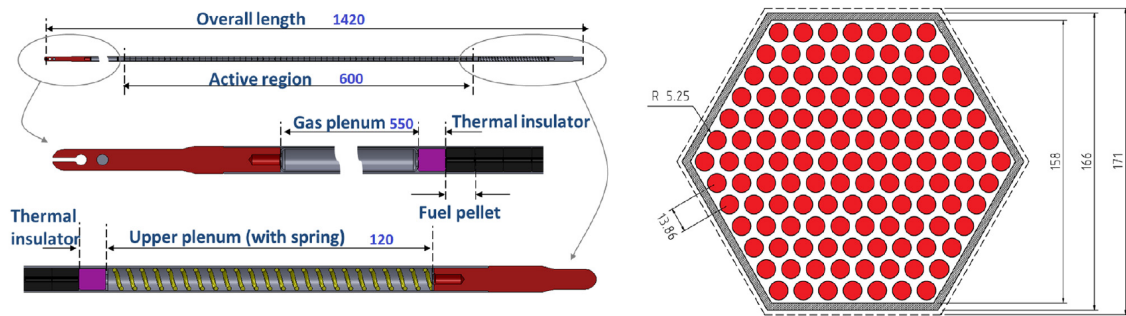 Overall length 1420
Active region
600
Gas plenum 550
Thermal insulator
Fuel pellet
Thermal
insulator
Upper plenum (with spring) 120
R 5.25
13.86
158
166
171